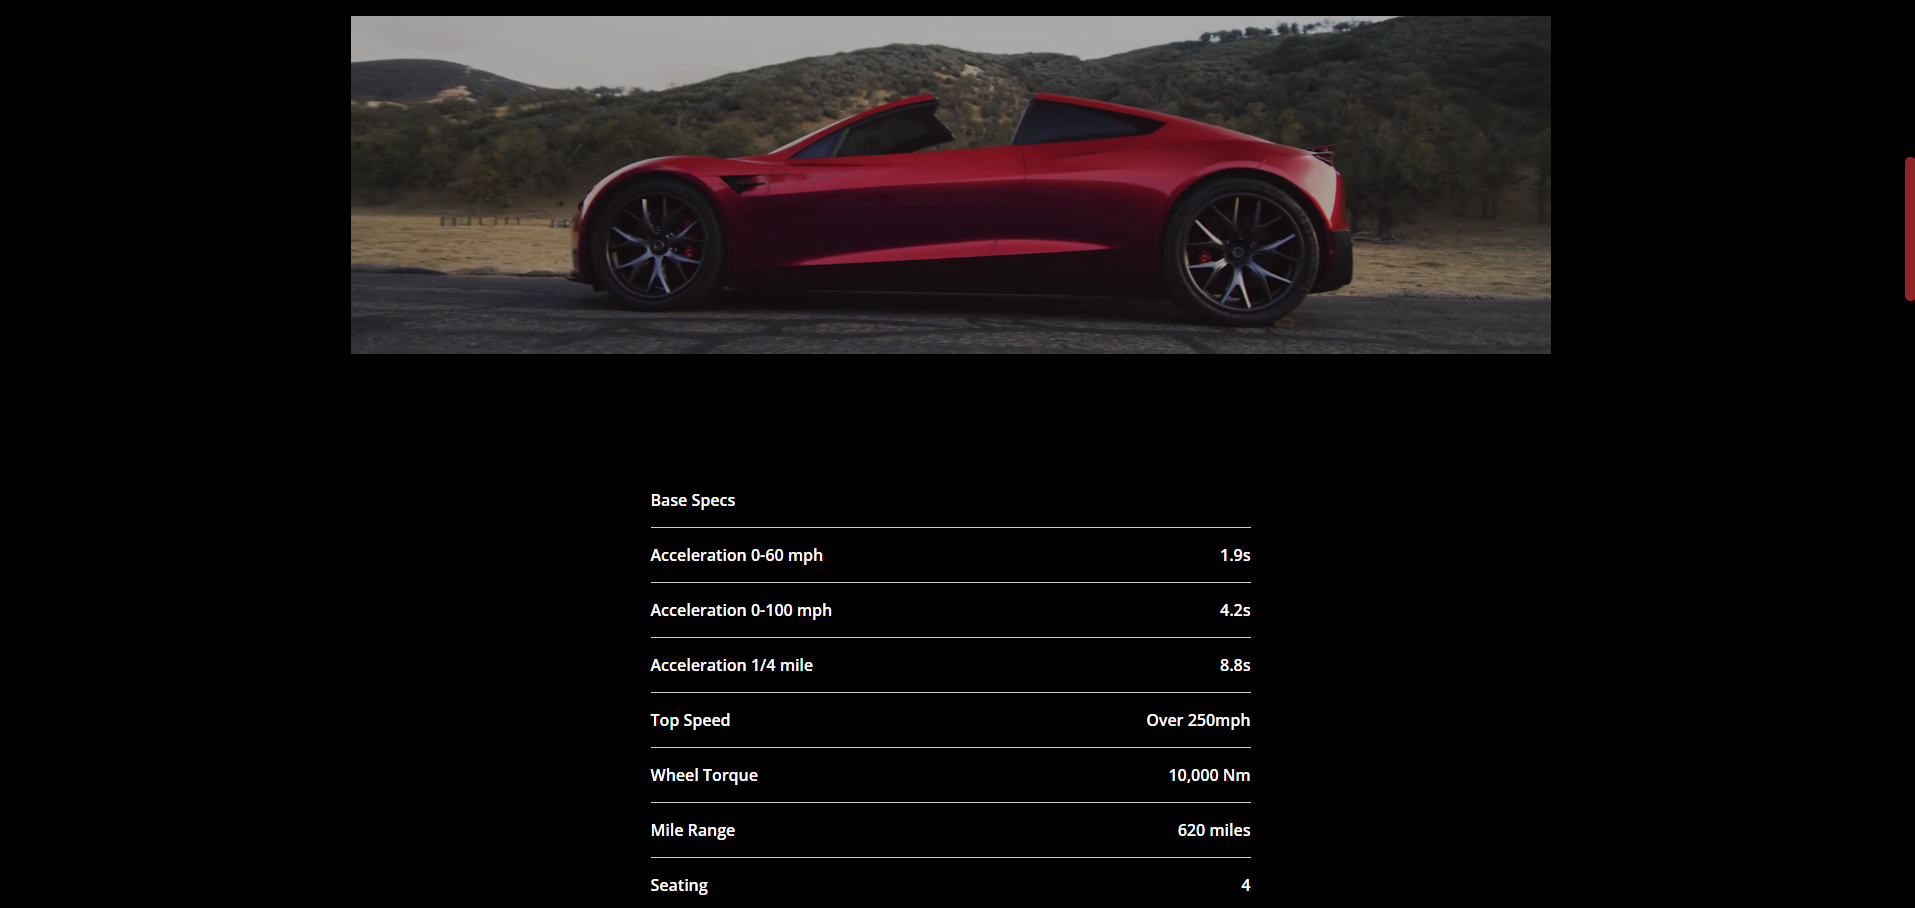 Base Specs
Acceleration 0-60 mph 1.9s
Acceleration 0-100 mph 4.2s
Acceleration 1/4 mile 8.8s
Top Speed Over 250mph
Wheel Torque 10,000 Nm
Mile Range 620 miles
Seating 4